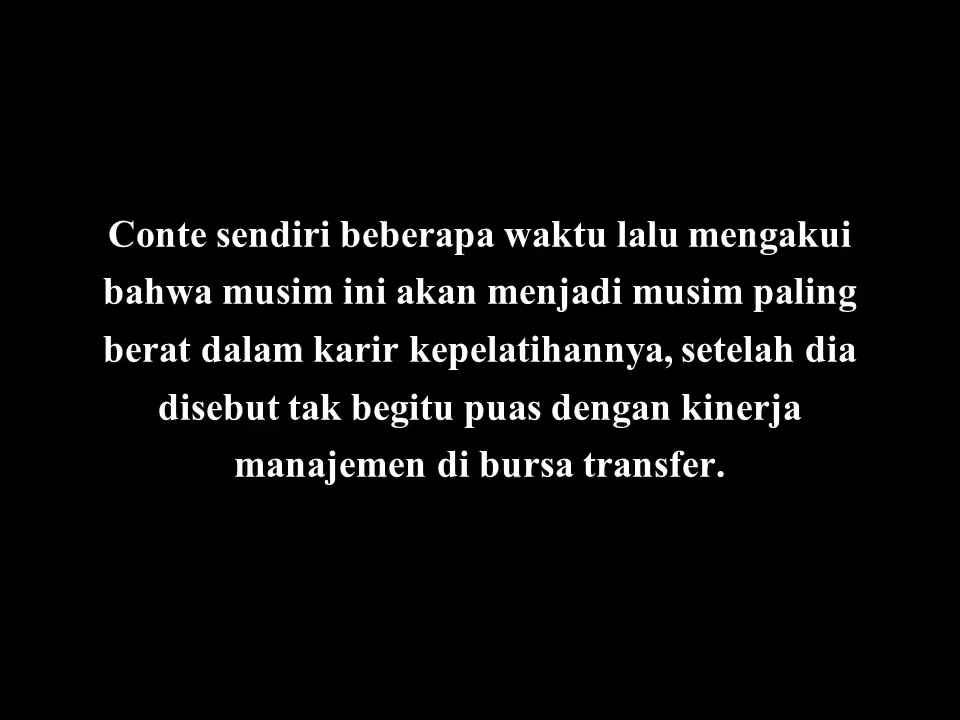 Conte sendiri beberapa waktu lalu mengakui
bahwa musim ini akan menjadi musim paling
berat dalam karir kepelatihannya, setelah dia
disebut tak begitu puas dengan kinerja
manajemen di bursa transfer.